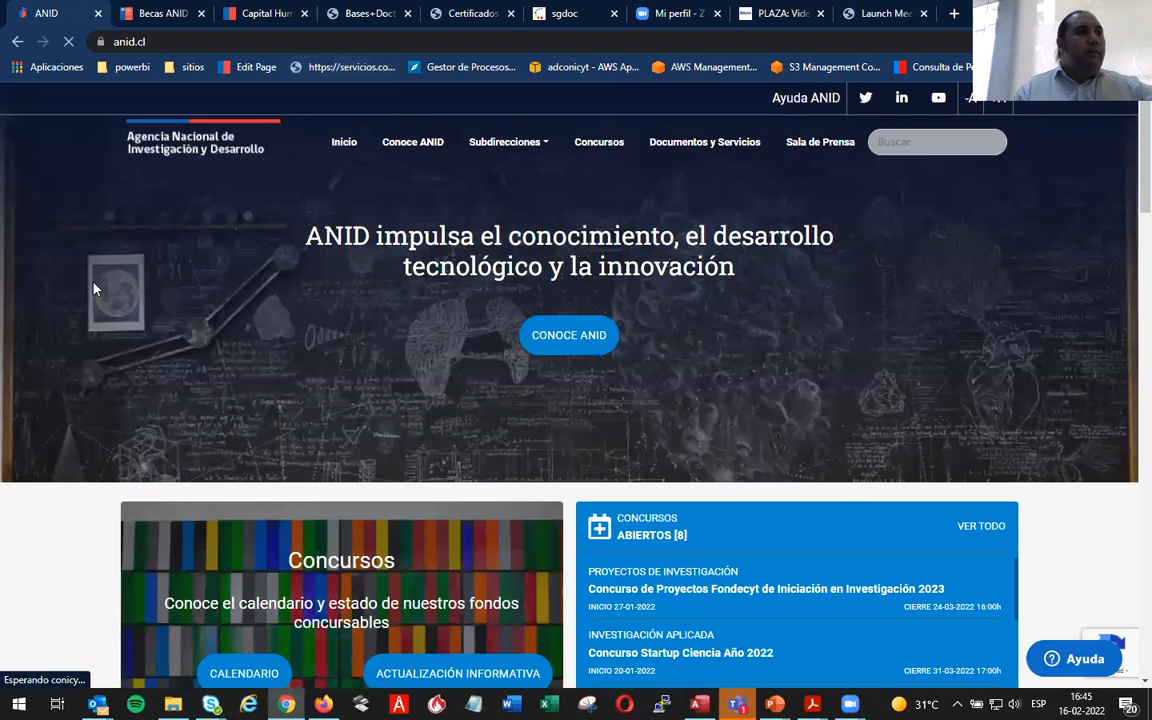 ANID
Becas ANID
Capital Hum
Bases+Doct
Certificados
sgdoc
Mi perfil - Z
PLAZA: Vide
Launch Mee
anid.cl
Aplicaciones
powerbi
sitios
Edit Page
https://servicios.co...
Gestor de Procesos...
adconicyt - AWS Ap...
AWS Management...
S3 Management Co...
Consulta de Pe
Ayuda ANID
-A
Agencia Nacional de
Investigación y Desarrollo
Inicio
Conoce ANID
Subdirecciones
Concursos
Documentos y Servicios
Sala de Prensa
Buscar
ANID impulsa el conocimiento, el desarrollo
tecnológico y la innovación
CONOCE ANID
Concursos
Conoce el calendario y estado de nuestros fondos
concursables
CALENDARIO
ACTUALIZACIÓN INFORMATIVA
CONCURSOS
ABIERTOS [8]
VER TODO
PROYECTOS DE INVESTIGACIÓN
Concurso de Proyectos Fondecyt de Iniciación en Investigación 2023
INICIO 27-01-2022
CIERRE 24-03-2022 16:00h
INVESTIGACIÓN APLICADA
Concurso Startup Ciencia Año 2022
INICIO 20-01-2022
CIERRE 31-03-2022 17:00h
Ayuda
Esperando conicy...
31°C
ESP
16:45
16-02-2022
20